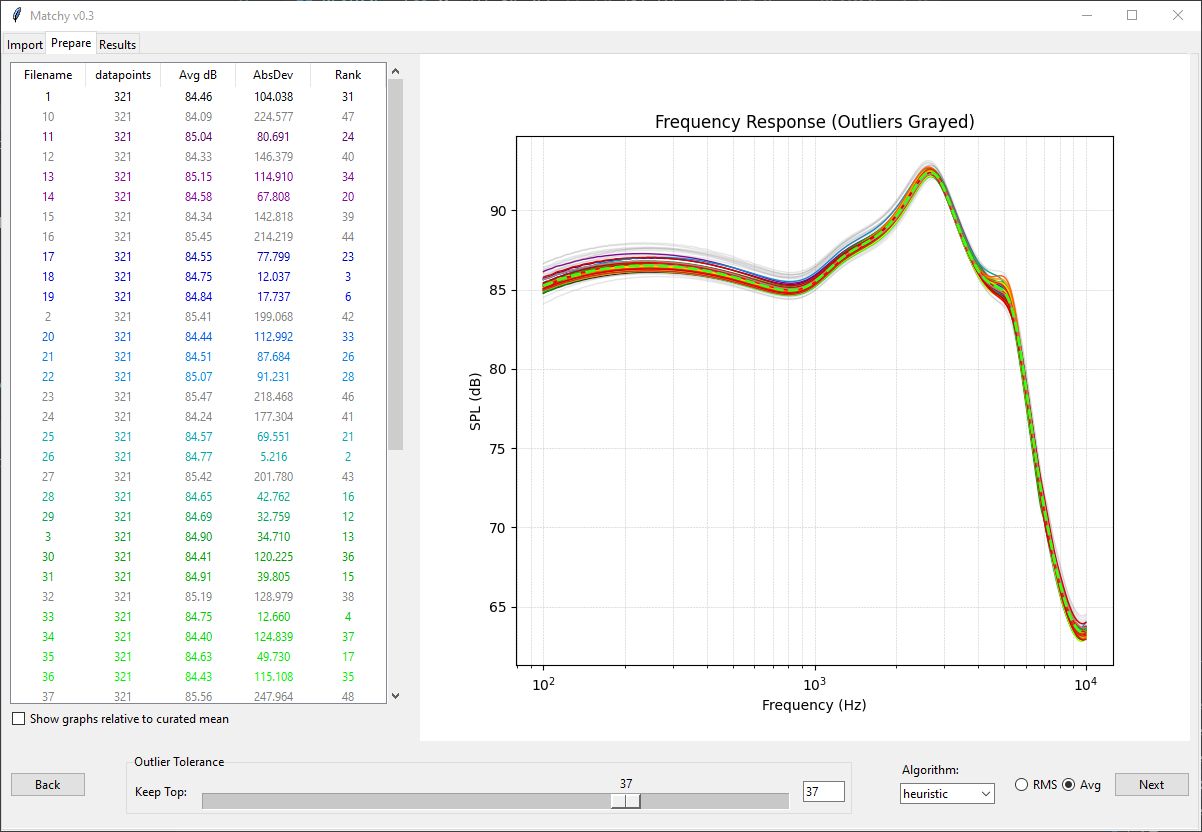 Matchy v0.3
Import Prepare Results
Filename datapoints Avg dB AbsDev Rank
1 321 84.46 104.038 31
10 321 84.09 224.577 47
11 321 85.04 80.691 24
12 321 84.33 146.379 40
13 321 85.15 114.910 34
14 321 84.58 67.808 20
15 321 84.34 142.818 39
16 321 85.45 214.219 44
17 321 84.55 77.799 23
18 321 84.75 12.037 3
19 321 84.84 17.737 6
2 321 85.41 199.068 42
20 321 84.44 112.992 33
21 321 84.51 87.684 26
22 321 85.07 91.231 28
23 321 85.47 218.468 46
24 321 84.24 177.304 41
25 321 84.57 69.551 21
26 321 84.77 5.216 2
27 321 85.42 201.780 43
28 321 84.65 42.762 16
29 321 84.69 32.759 12
3 321 84.90 34.710 13
30 321 84.41 120.225 36
31 321 84.91 39.805 15
32 321 85.19 128.979 38
33 321 84.75 12.660 4
34 321 84.40 124.839 37
35 321 84.63 49.730 17
36 321 84.43 115.108 35
37 321 85.56 247.964 48
Show graphs relative to curated mean
Frequency Response (Outliers Grayed)
SPL (dB)
90
85
80
75
70
65
10² 10³ 10⁴
Frequency (Hz)
Back
Outlier Tolerance
Keep Top:
37
37
Algorithm:
heuristic
RMS Avg
Next